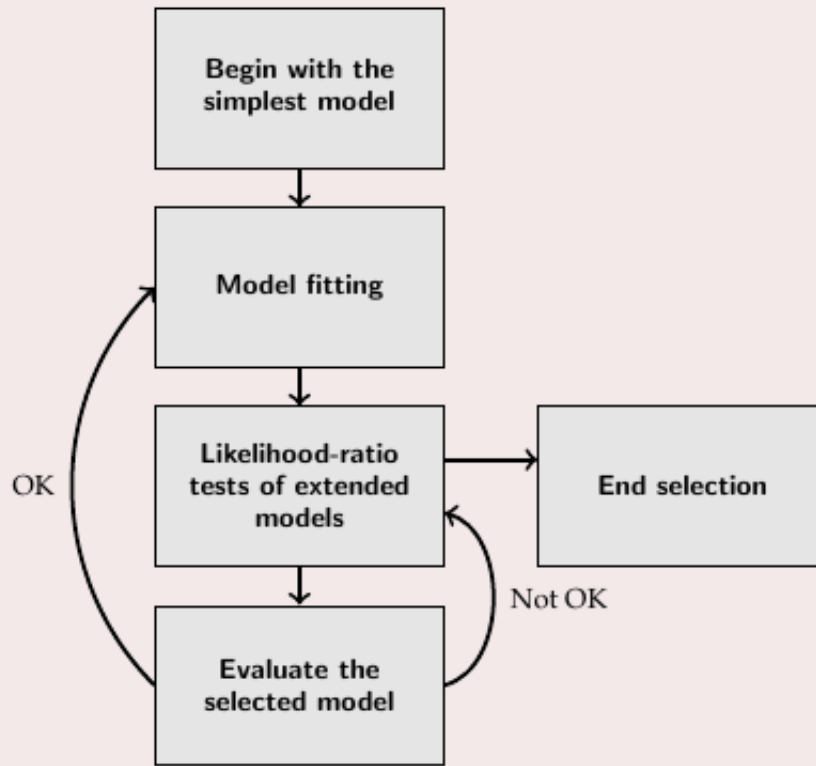 Begin with the
simplest model
Model fitting
Likelihood-ratio
tests of extended
models
End selection
OK
Not OK
Evaluate the
selected model